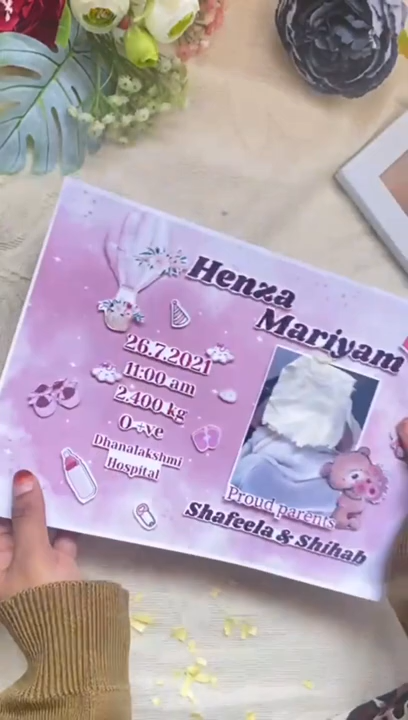 Henza
Mariyam
26.7.2021
11:00 am
2.400 kg
O+ve
Dhanalakshmi
Hospital
Proud parents
Shafeela & Shihab